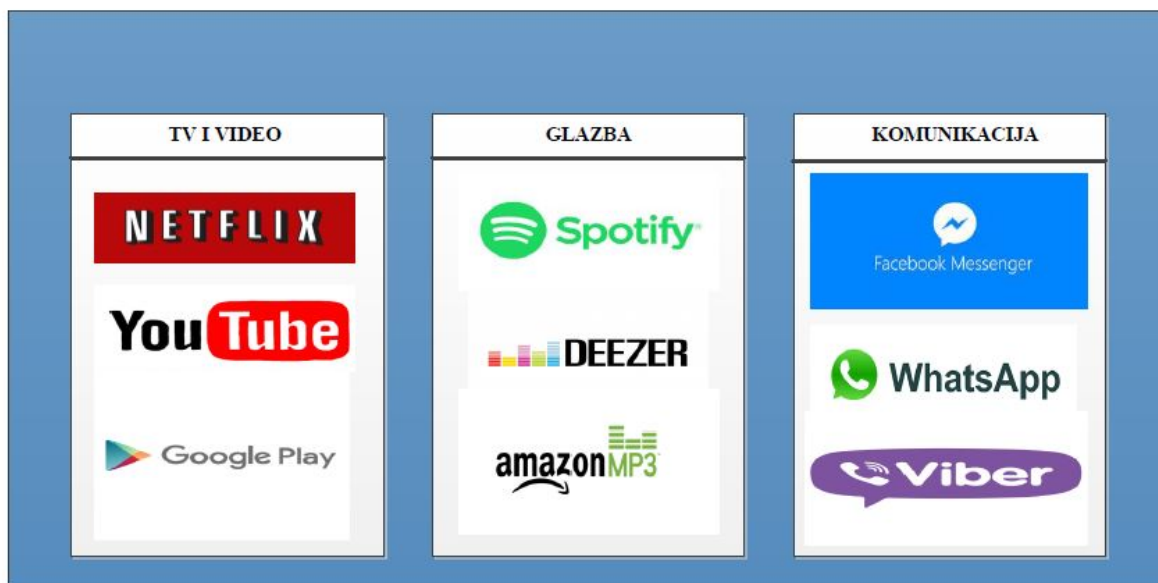 TV I VIDEO
NETFLIX
YouTube
Google Play
GLAZBA
Spotify
DEEZER
amazonMP3
KOMUNIKACIJA
Facebook Messenger
WhatsApp
Viber